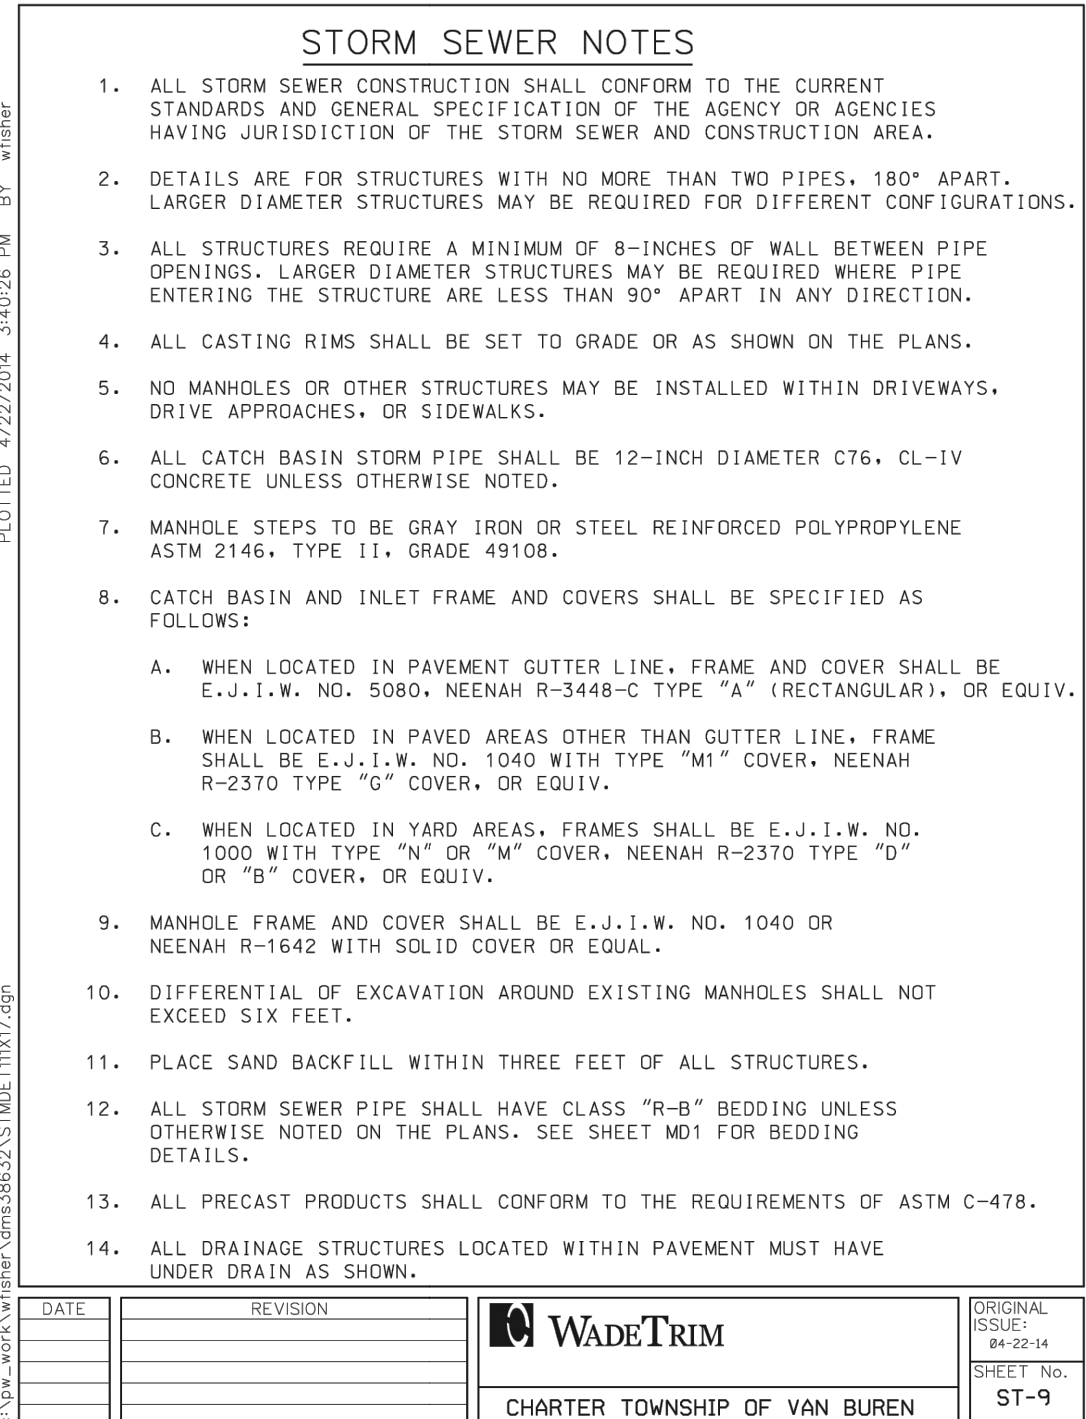 STORM SEWER NOTES
1. ALL STORM SEWER CONSTRUCTION SHALL CONFORM TO THE CURRENT
STANDARDS AND GENERAL SPECIFICATION OF THE AGENCY OR AGENCIES
HAVING JURISDICTION OF THE STORM SEWER AND CONSTRUCTION AREA.
2. DETAILS ARE FOR STRUCTURES WITH NO MORE THAN TWO PIPES, 180° APART.
LARGER DIAMETER STRUCTURES MAY BE REQUIRED FOR DIFFERENT CONFIGURATIONS.
3. ALL STRUCTURES REQUIRE A MINIMUM OF 8-INCHES OF WALL BETWEEN PIPE
OPENINGS. LARGER DIAMETER STRUCTURES MAY BE REQUIRED WHERE PIPE
ENTERING THE STRUCTURE ARE LESS THAN 90° APART IN ANY DIRECTION.
4. ALL CASTING RIMS SHALL BE SET TO GRADE OR AS SHOWN ON THE PLANS.
5. NO MANHOLES OR OTHER STRUCTURES MAY BE INSTALLED WITHIN DRIVEWAYS,
DRIVE APPROACHES, OR SIDEWALKS.
6. ALL CATCH BASIN STORM PIPE SHALL BE 12-INCH DIAMETER C76, CL-IV
CONCRETE UNLESS OTHERWISE NOTED.
7. MANHOLE STEPS TO BE GRAY IRON OR STEEL REINFORCED POLYPROPYLENE
ASTM 2146, TYPE II, GRADE 49108.
8. CATCH BASIN AND INLET FRAME AND COVERS SHALL BE SPECIFIED AS
FOLLOWS:
A. WHEN LOCATED IN PAVEMENT GUTTER LINE, FRAME AND COVER SHALL BE
E.J.I.W. NO. 5080, NEENAH R-3448-C TYPE "A" (RECTANGULAR), OR EQUIV.
B. WHEN LOCATED IN PAVED AREAS OTHER THAN GUTTER LINE, FRAME
SHALL BE E.J.I.W. NO. 1040 WITH TYPE "M1" COVER, NEENAH
R-2370 TYPE "G" COVER, OR EQUIV.
C. WHEN LOCATED IN YARD AREAS, FRAMES SHALL BE E.J.I.W. NO.
1000 WITH TYPE "N" OR "M" COVER, NEENAH R-2370 TYPE "D"
OR "B" COVER, OR EQUIV.
9. MANHOLE FRAME AND COVER SHALL BE E.J.I.W. NO. 1040 OR
NEENAH R-1642 WITH SOLID COVER OR EQUAL.
10. DIFFERENTIAL OF EXCAVATION AROUND EXISTING MANHOLES SHALL NOT
EXCEED SIX FEET.
11. PLACE SAND BACKFILL WITHIN THREE FEET OF ALL STRUCTURES.
12. ALL STORM SEWER PIPE SHALL HAVE CLASS "R-B" BEDDING UNLESS
OTHERWISE NOTED ON THE PLANS. SEE SHEET MD1 FOR BEDDING
DETAILS.
13. ALL PRECAST PRODUCTS SHALL CONFORM TO THE REQUIREMENTS OF ASTM C-478.
14. ALL DRAINAGE STRUCTURES LOCATED WITHIN PAVEMENT MUST HAVE
UNDER DRAIN AS SHOWN.
DATE
REVISION
WADETRIM
CHARTER TOWNSHIP OF VAN BUREN
ORIGINAL
ISSUE:
04-22-14
SHEET No.
ST-9
PLOTTED 4/22/2014 3:40:26 PM BY wfisher
:\pw_work\wfisher\dms38632\STMDET111X17.dgn